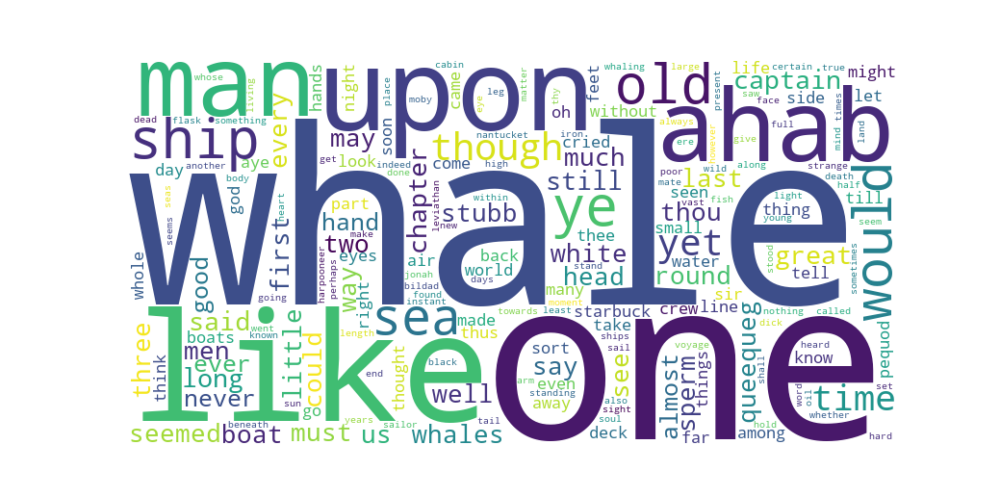 whale
one
like
upon
man
ahab
ship
old
ye
sea
would
though
time
yet
head
white
thou
still
much
last
great
round
captain
queequeg
sperm
almost
see
say
well
whales
us
must
boat
seemed
three
long
never
men
ever
said
good
first
little
could
way
two
hand
chapter
stubb
may
every
day
aye
god
look
part
eyes
air
back
world
come
cried
without
side
life
might
let
till
thing
tell
know
pequod
among
far
things
deck
away
even
sort
take
many
starbuck
crew
line
sir
water
small
seen
thee
made
thus
right
boats
think
go
thought
whole
night
hands
soon
came
feet
oh
whose
living
dead
flask
something
another
body
seas
seems
heart
going
went
known
sun
beneath
years
sailor
end
black
length
tail
arm
standing
also
sight
soul
ships
sail
voyage
towards
least
moment
instant
found
days
bildad
jonah
stand
new
within
leviathan
high
nantucket
iron.
indeed
done
get
make
harpooneer
perhaps
place
cabin
moby
leg
eye
matter
thy
whaling
large
certain
true
present
saw
face
full
land
mind times
give
ere
however
always
along
strange
wild
poor
mate
vast
fish
death
half
light
young
seem
stood
sometimes
nothing
called
dick
heard
shall
word
oil
set
whether
hold
hard